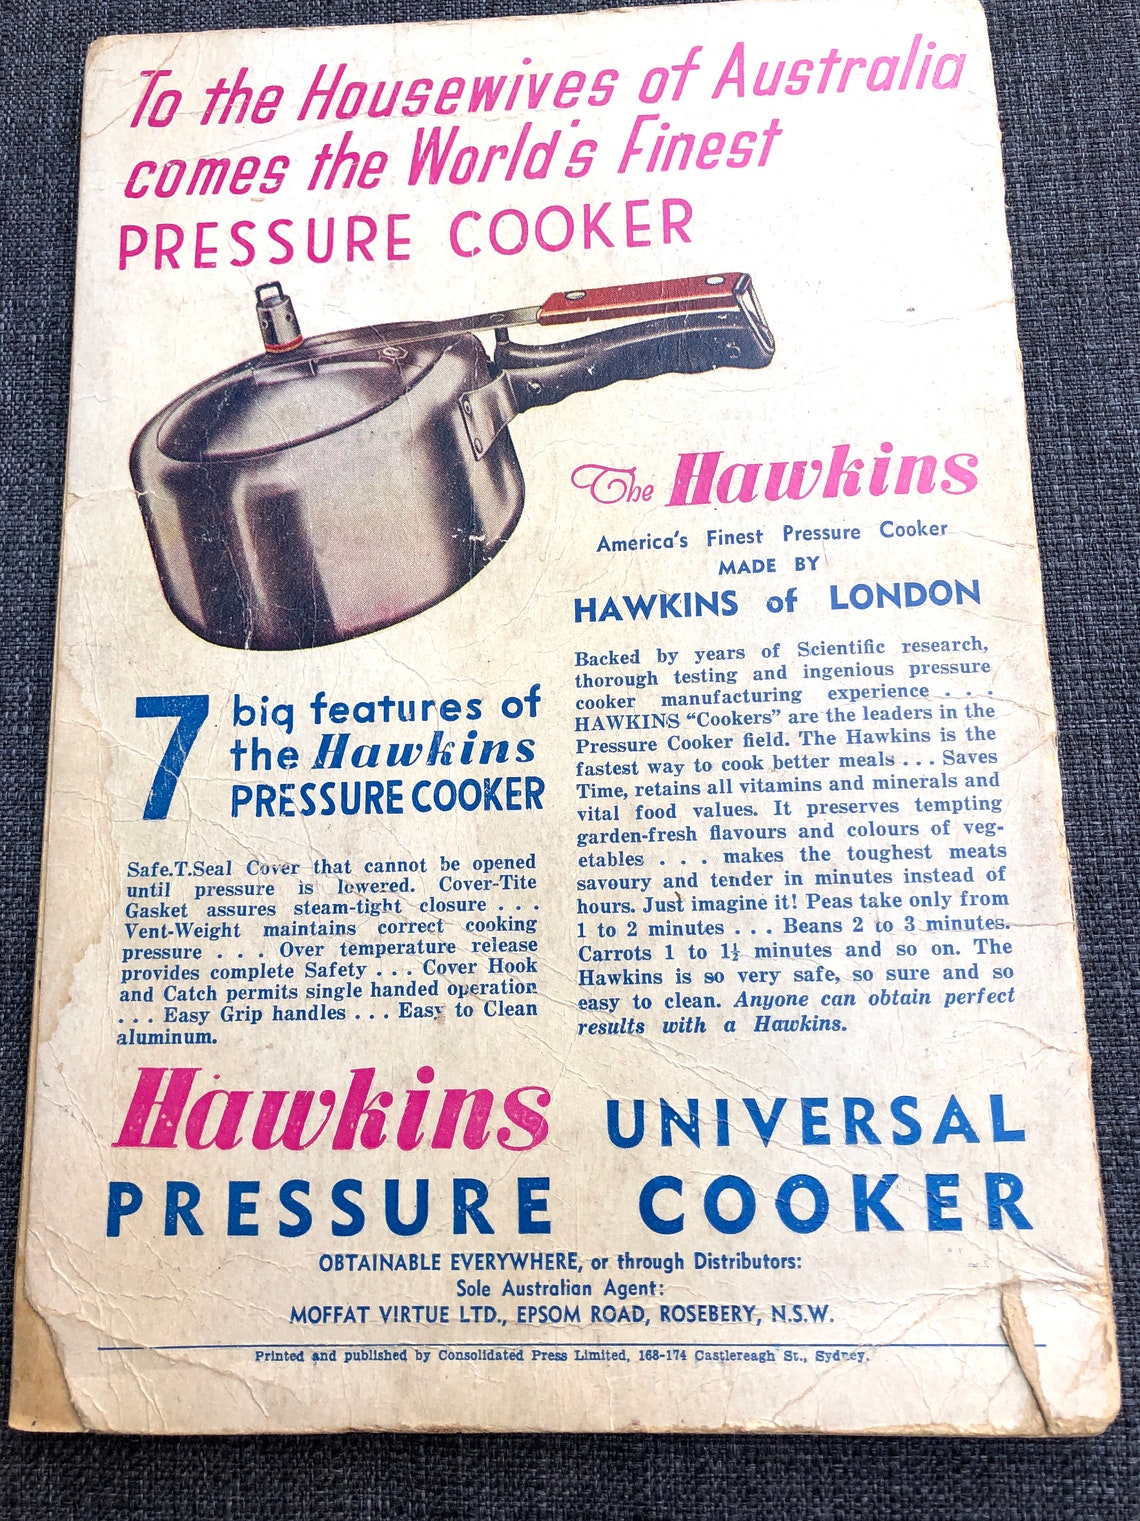 To the Housewives of Australia
comes the World's Finest
PRESSURE COOKER
The Hawkins
America's Finest Pressure Cooker
MADE BY
HAWKINS of LONDON
Backed by years of Scientific research,
thorough testing and ingenious pressure
cooker manufacturing experience . . .
HAWKINS "Cookers" are the leaders in the
Pressure Cooker field. The Hawkins is the
fastest way to cook better meals . . . Saves
Time, retains all vitamins and minerals and
vital food values. It preserves tempting
garden-fresh flavours and colours of veg-
etables . . . makes the toughest meats
savoury and tender in minutes instead of
hours. Just imagine it! Peas take only from
1 to 2 minutes . . . Beans 2 to 3 minutes.
Carrots 1 to 1½ minutes and so on. The
Hawkins is so very safe, so sure and so
easy to clean. Anyone can obtain perfect
results with a Hawkins.
7 big features of
the Hawkins
PRESSURE COOKER
Safe.T.Seal Cover that cannot be opened
until pressure is lowered. Cover-Tite
Gasket assures steam-tight closure . . .
Vent-Weight maintains correct cooking
pressure . . . Over temperature release
provides complete Safety . . . Cover Hook
and Catch permits single handed operation
. . . Easy Grip handles . . . Easy to Clean
aluminum.
Hawkins UNIVERSAL
PRESSURE COOKER
OBTAINABLE EVERYWHERE, or through Distributors:
Sole Australian Agent:
MOFFAT VIRTUE LTD., EPSOM ROAD, ROSEBERY, N.S.W.
Printed and published by Consolidated Press Limited, 168-174 Castlereagh St., Sydney.